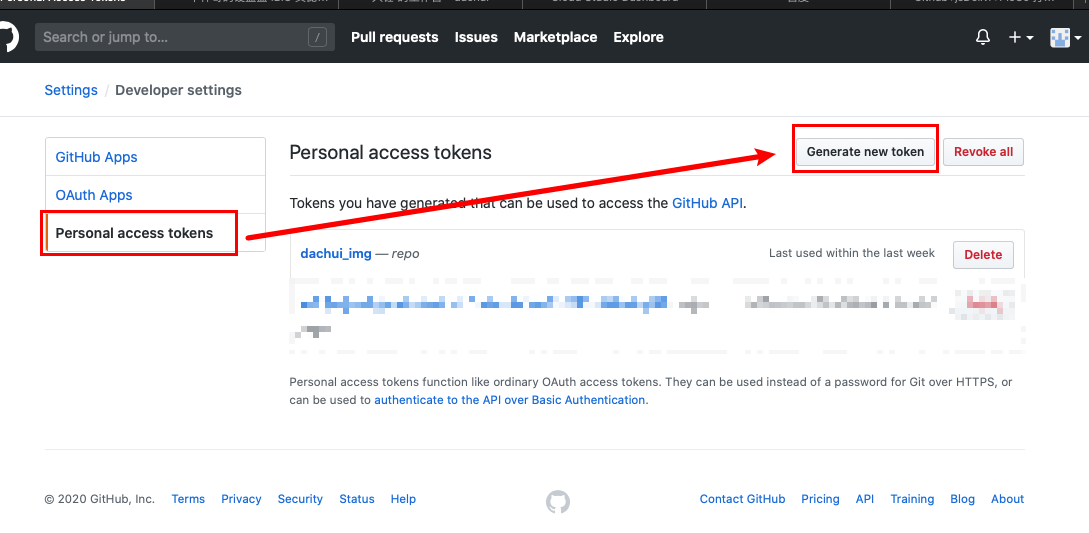 Search or jump to...
/
Pull requests
Issues
Marketplace
Explore
Settings / Developer settings
GitHub Apps
OAuth Apps
Personal access tokens
Personal access tokens
Generate new token
Revoke all
Tokens you have generated that can be used to access the GitHub API.
dachui_img — repo
Last used within the last week
Delete
Personal access tokens function like ordinary OAuth access tokens. They can be used instead of a password for Git over HTTPS, or
can be used to authenticate to the API over Basic Authentication.
© 2020 GitHub, Inc.
Terms
Privacy
Security
Status
Help
Contact GitHub
Pricing
API
Training
Blog
About